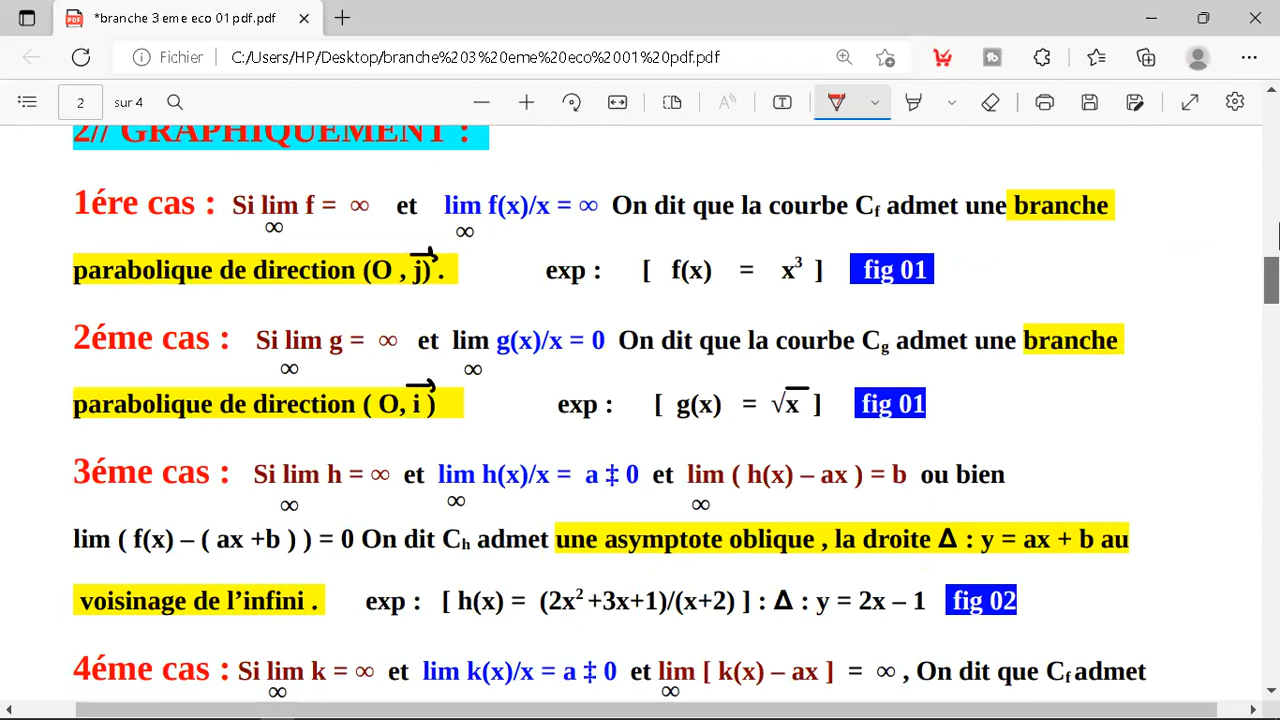 *branche 3 eme eco 01 pdf.pdf
Fichier C:/Users/HP/Desktop/branche%203%20eme%20eco%2001%20pdf.pdf
2 sur 4
2// GRAPHIQUEMENT :
1ére cas : Si lim f = ∞ et lim f(x)/x = ∞ On dit que la courbe Cf admet une branche
∞ ∞
parabolique de direction (O , j) . exp : [ f(x) = x³ ] fig 01
2éme cas : Si lim g = ∞ et lim g(x)/x = 0 On dit que la courbe Cg admet une branche
∞ ∞
parabolique de direction ( O, i ) exp : [ g(x) = √x ] fig 01
3éme cas : Si lim h = ∞ et lim h(x)/x = a ‡ 0 et lim ( h(x) – ax ) = b ou bien
∞ ∞ ∞
lim ( f(x) – ( ax +b ) ) = 0 On dit Ch admet une asymptote oblique , la droite Δ : y = ax + b au
voisinage de l’infini . exp : [ h(x) = (2x²+3x+1)/(x+2) ] : Δ : y = 2x – 1 fig 02
4éme cas : Si lim k = ∞ et lim k(x)/x = a ‡ 0 et lim [ k(x) – ax ] = ∞ , On dit que Cf admet
∞ ∞